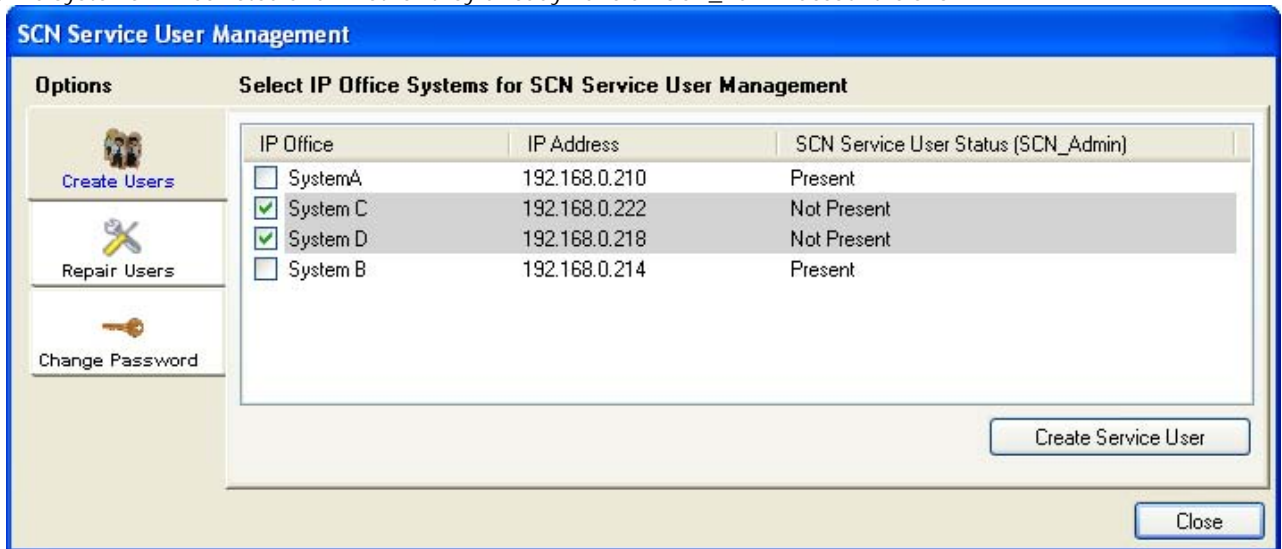 SCN Service User Management
Options
Select IP Office Systems for SCN Service User Management
Create Users
Repair Users
Change Password
IP Office IP Address SCN Service User Status (SCN_Admin)
SystemA 192.168.0.210 Present
System C 192.168.0.222 Not Present
System D 192.168.0.218 Not Present
System B 192.168.0.214 Present
Create Service User
Close